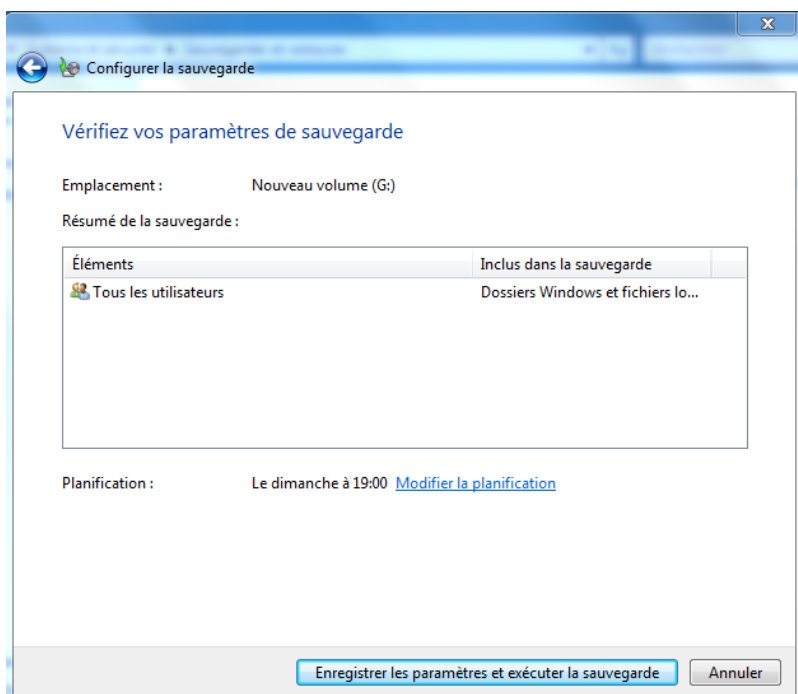 Configurer la sauvegarde
Vérifiez vos paramètres de sauvegarde
Emplacement : Nouveau volume (G:)
Résumé de la sauvegarde :
Éléments Inclus dans la sauvegarde
Tous les utilisateurs Dossiers Windows et fichiers lo...
Planification : Le dimanche à 19:00 Modifier la planification
Enregistrer les paramètres et exécuter la sauvegarde Annuler